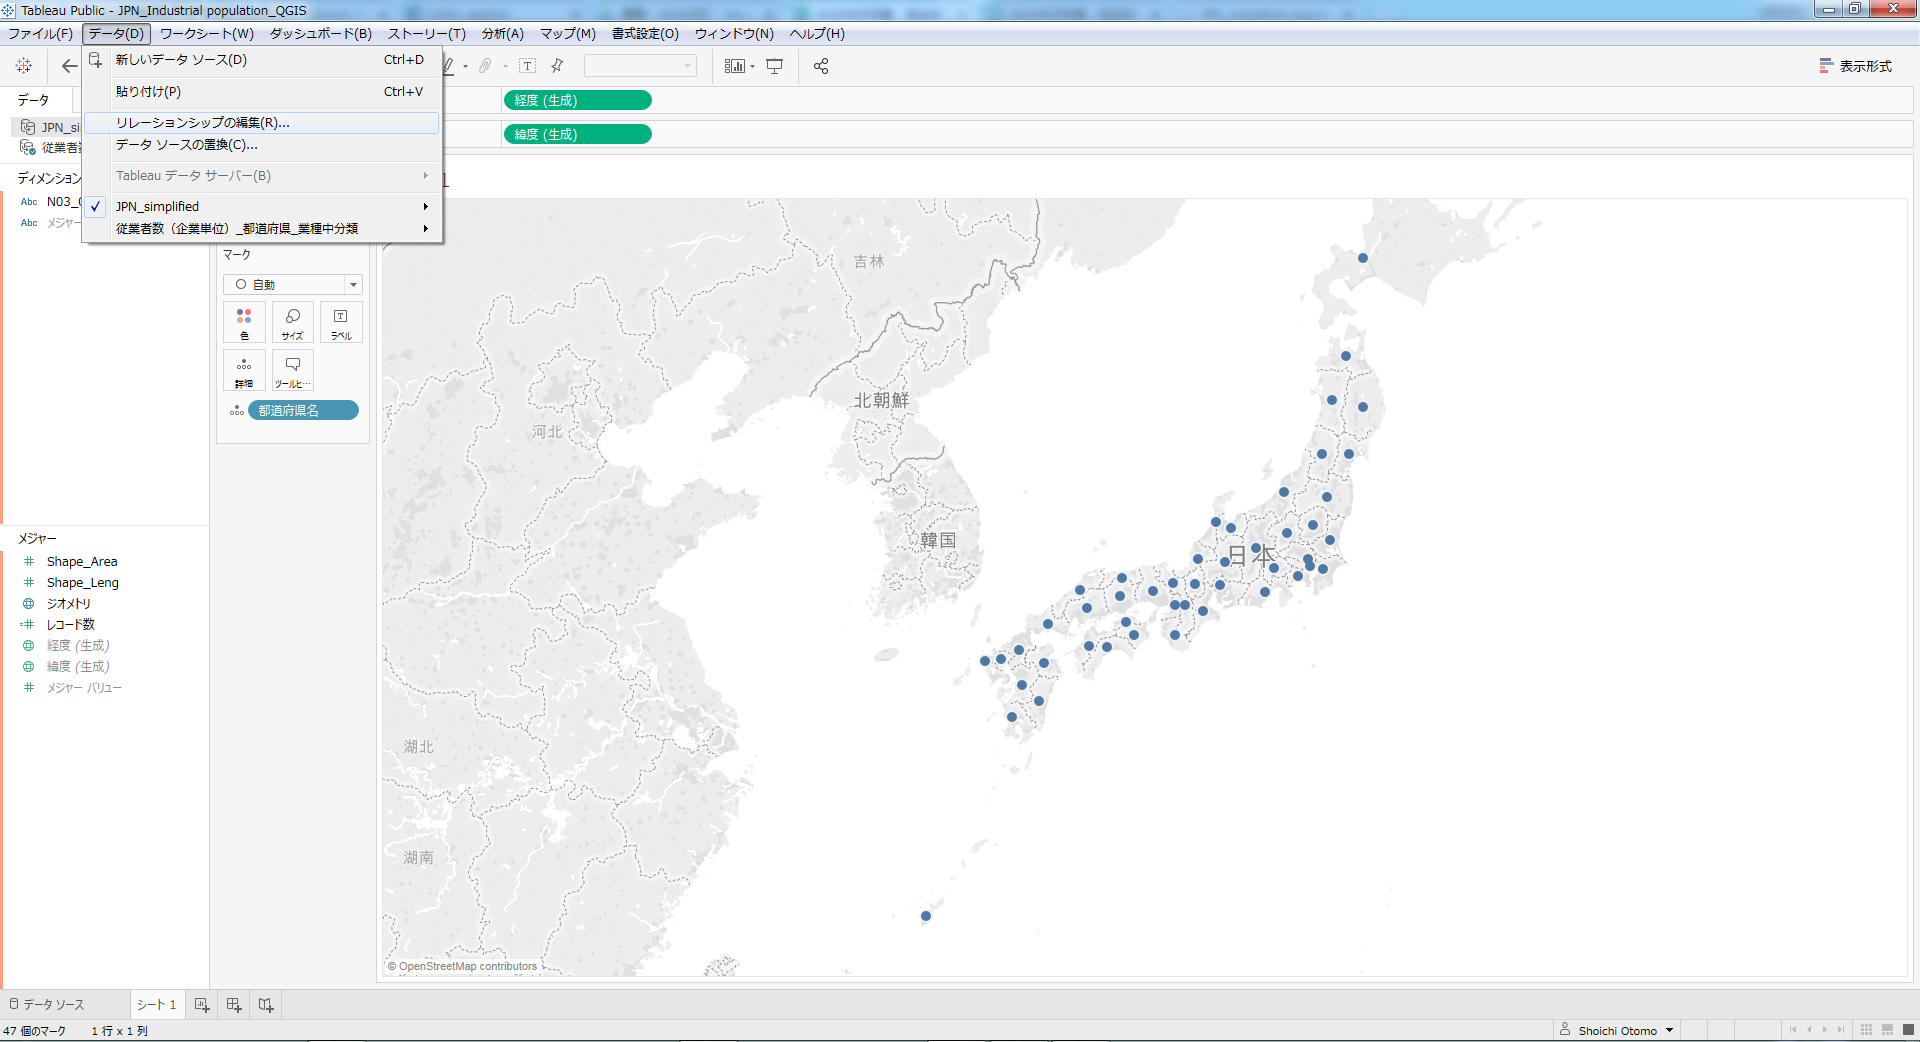 Tableau Public - JPN_Industrial population_QGIS
ファイル(F) データ(D) ワークシート(W) ダッシュボード(B) ストーリー(T) 分析(A) マップ(M) 書式設定(O) ウィンドウ(N) ヘルプ(H)
新しいデータ ソース(D) Ctrl+D
貼り付け(P) Ctrl+V
リレーションシップの編集(R)...
データ ソースの置換(C)...
Tableau データ サーバー(B)
JPN_simplified
従業者数（企業単位）_都道府県_業種中分類
表示形式
データ
JPN_si
従業者
ディメンション
Abc N03_
Abc メジャー
経度 (生成)
緯度 (生成)
マーク
自動
色 サイズ ラベル
詳細 ツールヒ…
都道府県名
メジャー
Shape_Area
Shape_Leng
ジオメトリ
レコード数
経度 (生成)
緯度 (生成)
メジャー バリュー
吉林
北朝鮮
河北
韓国
日本
湖北
湖南
© OpenStreetMap contributors
データ ソース シート 1
47 個のマーク 1 行 x 1 列 Shoichi Otomo